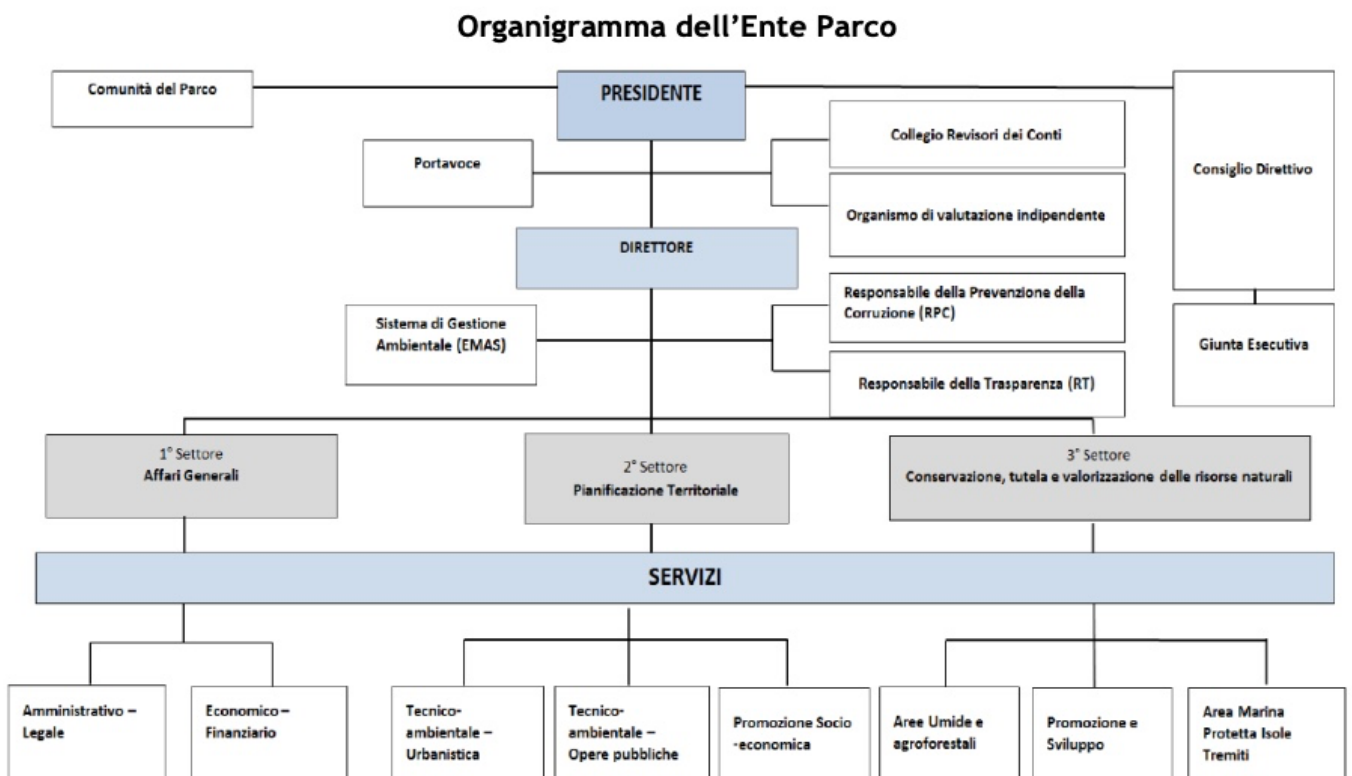 Organigramma dell'Ente Parco
Comunità del Parco
PRESIDENTE
Collegio Revisori dei Conti
Portavoce
Consiglio Direttivo
Organismo di valutazione indipendente
DIRETTORE
Responsabile della Prevenzione della
Corruzione (RPC)
Sistema di Gestione
Ambientale (EMAS)
Giunta Esecutiva
Responsabile della Trasparenza (RT)
1° Settore
Affari Generali
2° Settore
Pianificazione Territoriale
3° Settore
Conservazione, tutela e valorizzazione delle risorse naturali
SERVIZI
Amministrativo –
Legale
Economico –
Finanziario
Tecnico-
ambientale –
Urbanistica
Tecnico-
ambientale –
Opere pubbliche
Promozione Socio
-economica
Aree Umide e
agroforestali
Promozione e
Sviluppo
Area Marina
Protetta Isole
Tremiti